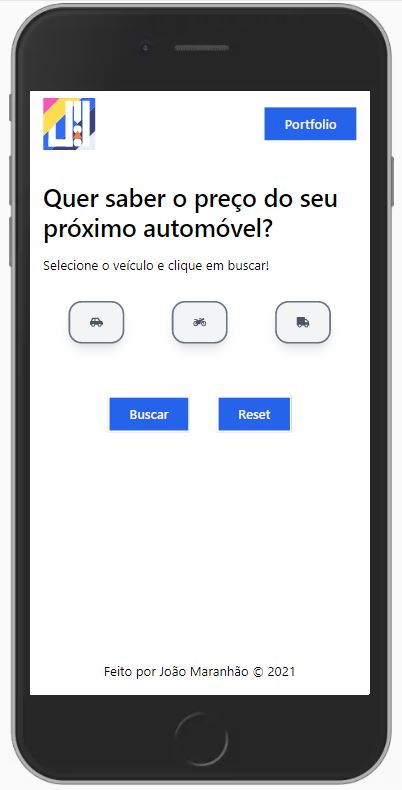 Portfolio
Quer saber o preço do seu
próximo automóvel?
Selecione o veículo e clique em buscar!
Buscar
Reset
Feito por João Maranhão © 2021